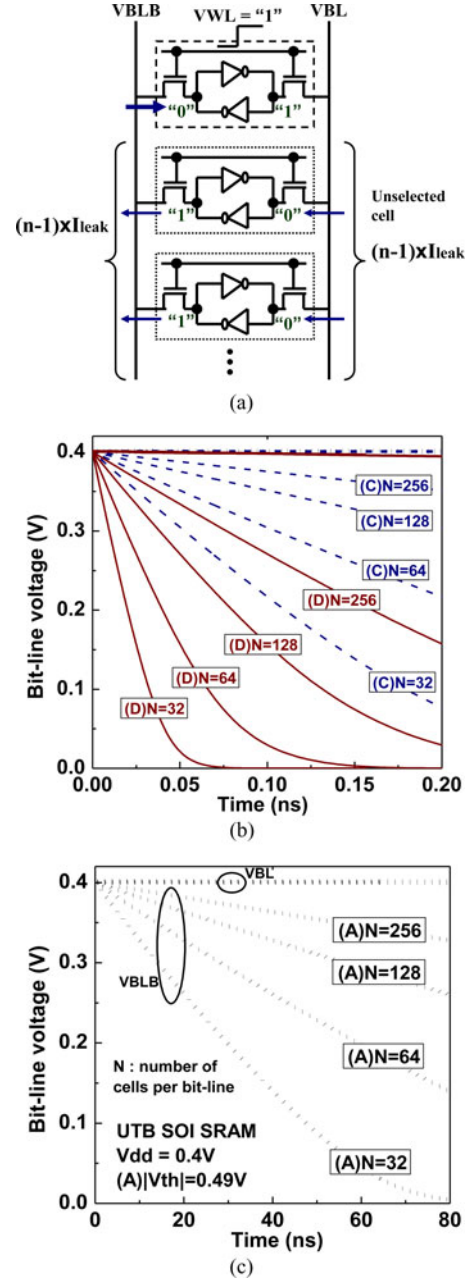 VBLB
VWL = “1”
VBL
“0”
“1”
“1”
“0”
Unselected
cell
(n-1)xIleak
(n-1)xIleak
“1”
“0”
(a)
Bit-line voltage (V)
0.4
0.3
0.2
0.1
0.0
(C)N=256
(C)N=128
(C)N=64
(D)N=256
(D)N=128
(C)N=32
(D)N=64
(D)N=32
0.00
0.05
0.10
0.15
0.20
Time (ns)
(b)
Bit-line voltage (V)
0.4
0.3
0.2
0.1
0.0
VBL
VBLB
(A)N=256
(A)N=128
(A)N=64
(A)N=32
N : number of
cells per bit-line
UTB SOI SRAM
Vdd = 0.4V
(A)|Vth|=0.49V
0
20
40
60
80
Time (ns)
(c)